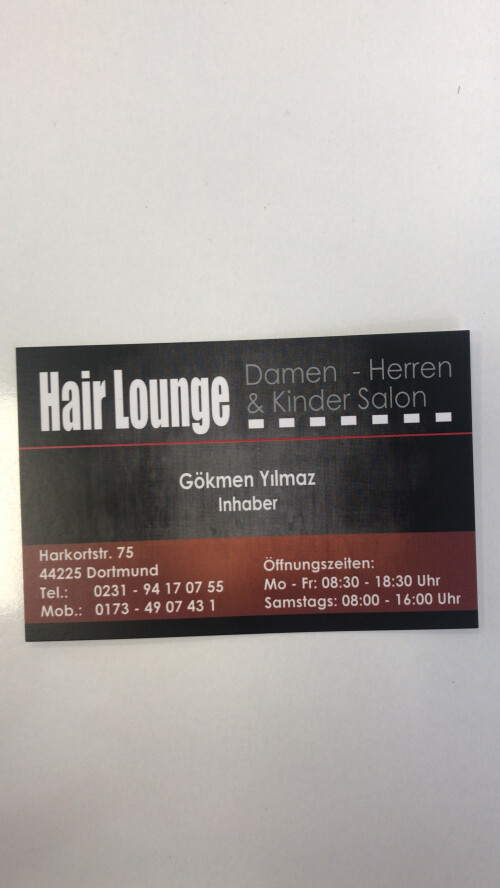 Hair Lounge
Damen - Herren
& Kinder Salon
Gökmen Yılmaz
Inhaber
Harkortstr. 75
44225 Dortmund
Tel.: 0231 - 94 17 07 55
Mob.: 0173 - 49 07 43 1
Öffnungszeiten:
Mo - Fr: 08:30 - 18:30 Uhr
Samstags: 08:00 - 16:00 Uhr